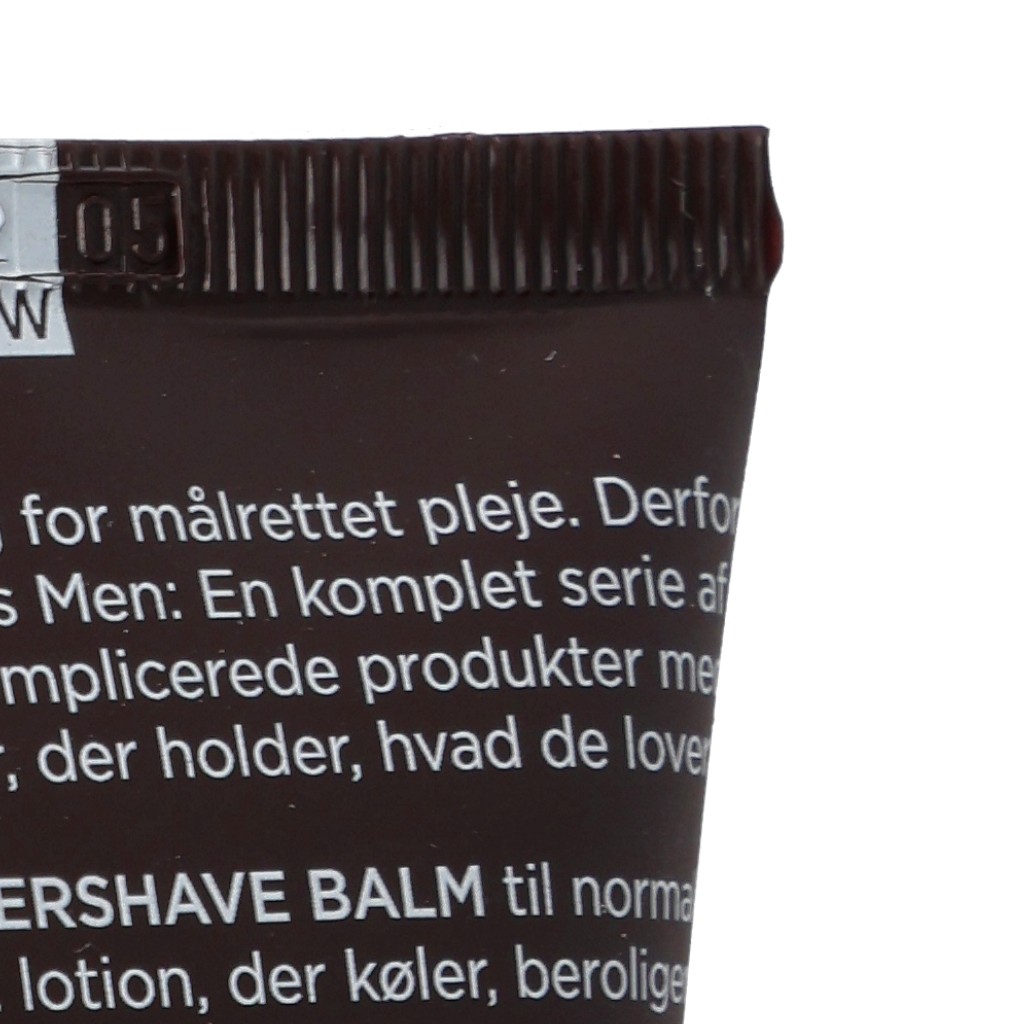 05
W
for målrettet pleje. Derfor
s Men: En komplet serie af
mplicerede produkter me
r, der holder, hvad de lover
ERSHAVE BALM til norma
lotion, der køler, beroliger